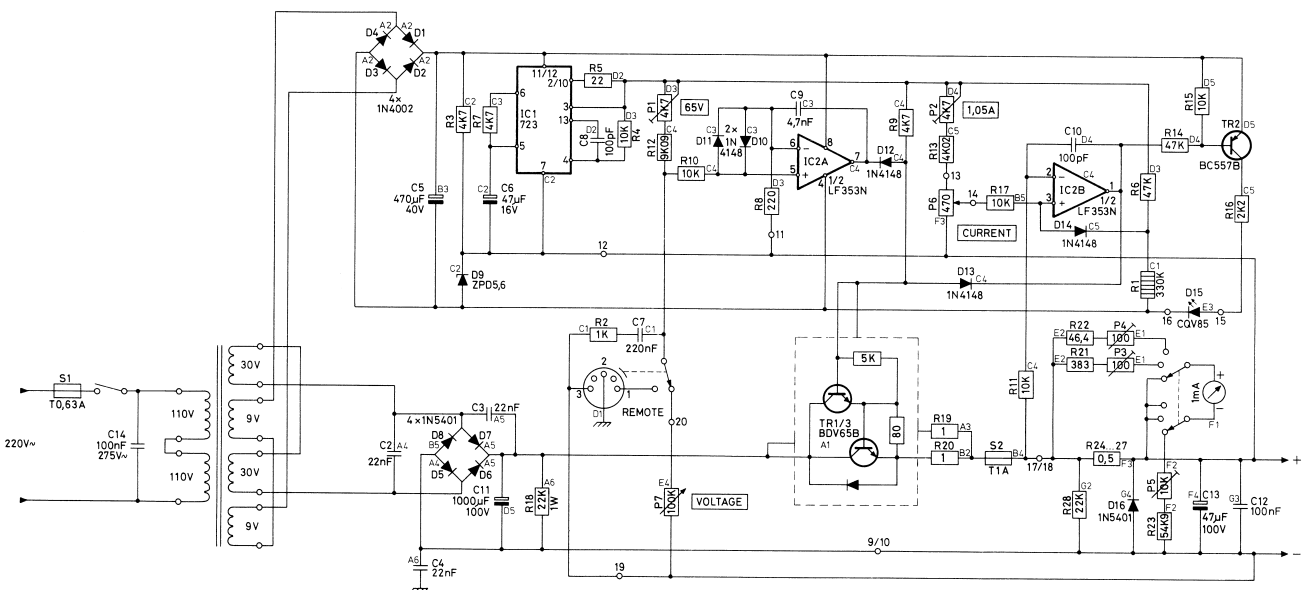 D4 A2 A2 D1
A2 A2
D3 D2
4×
1N4002
R3 4K7 C2
R7 4K7 C3
C5 B3
470µF
40V
C2 C6
47µF
16V
C2 D9
ZPD5,6
11/12
2/10
6
3
IC1
723
13
5
4
7
C2
R5 D2
22
C8 100pF D2
10K R4 D3
P1 4K7 D3
65V
R12 9K09 C4
R10
10K C4
C3 D11
2×
1N
4148
C3 D10
C9
C3
4,7nF
6
5
8
7
4
IC2A
C4
1/2
LF353N
R8 220 D3
11
12
D12
C4
1N4148
R9 4K7 C4
P2 4K7 D4
1,05A
R13 4K02 C5
13
P6 470 F3
14
R17
10K B5
CURRENT
C10
D4
100pF
2
3
1
C4
IC2B
1/2
LF353N
D14 C5
1N4148
D13
C4
1N4148
R14
47K D4
R15 10K D5
TR2 D5
BC557B
R6 47K D3
R16 2K2 C5
R1 330K C1
D15
E3
CQV85
16 15
S1
T0,63A
220V~
C14
100nF
275V~
110V
110V
30V
9V
30V
9V
C2 A4
22nF
C3 22nF
A5
4×1N5401
D8 D7
B5 A5
A4 A5
D5 D6
C11
1000µF
100V
D5
R18 22K A6
1W
A6 C4
22nF
C1 R2
1K
C7
C1
220nF
2
3 1
D1
REMOTE
20
E4
P7 100K
VOLTAGE
19
9/10
5K
80
TR1/3
BDV65B
A1
R19
1 A3
R20
1 B2
S2
T1A B4
17/18
R11 10K C4
R22
E2 46,4
P4
100 E1
R21
E2 383
P3
100 E1
1mA
+
−
F1
R24...27
0,5
F3
R28 22K G2
D16 G4
1N5401
P5 10K F2
R23 54K9 F2
F4 C13
47µF
100V
G3 C12
100nF
+
−